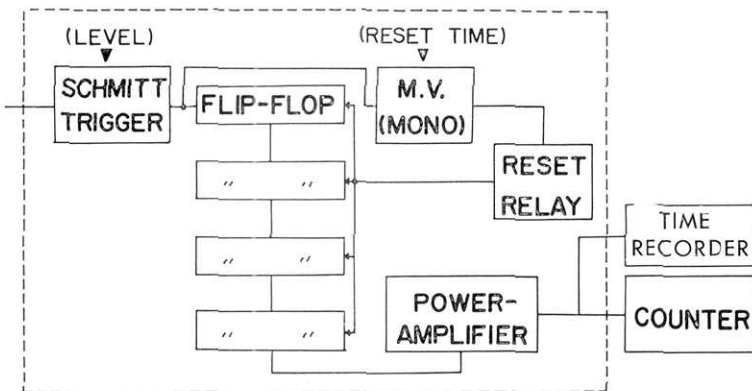 (LEVEL)
(RESET TIME)
SCHMITT
TRIGGER
FLIP-FLOP
M.V.
(MONO)
〃 〃
RESET
RELAY
〃 〃
〃 〃
TIME
RECORDER
POWER-
AMPLIFIER
COUNTER